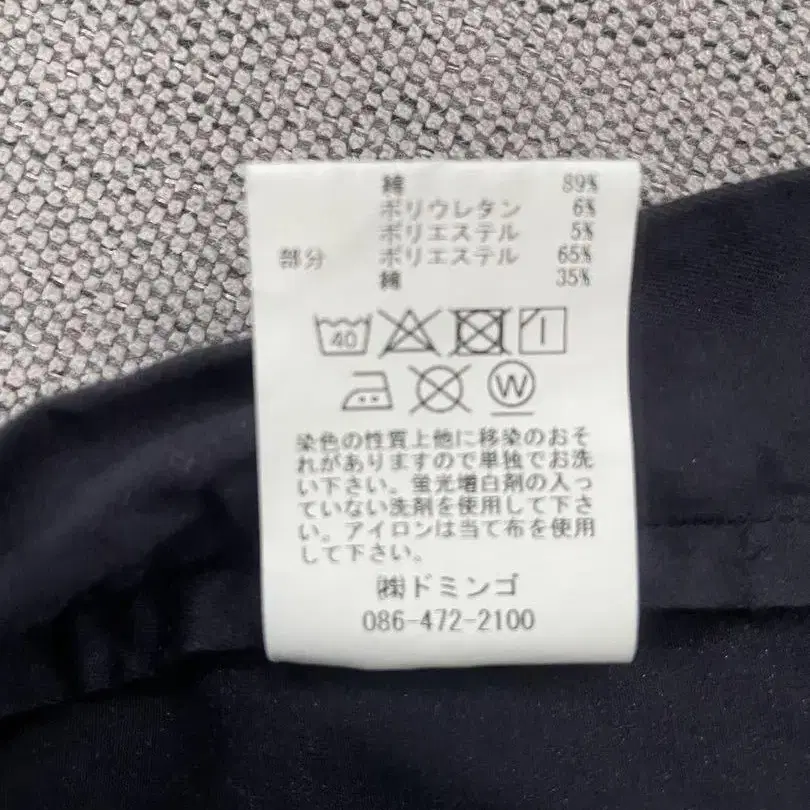 綿 89%
ポリウレタン 6%
ポリエステル 5%
部分 ポリエステル 65%
綿 35%
40
W
染色の性質上他に移染のおそ
れがありますので単独でお洗
い下さい。蛍光増白剤の入っ
ていない洗剤を使用して下さ
い。アイロンは当て布を使用
して下さい。
㈱ドミンゴ
086-472-2100